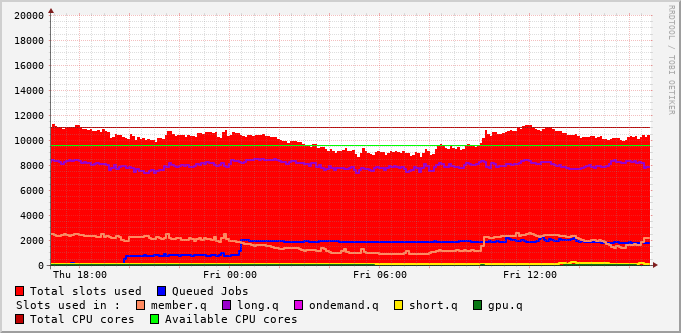 20000
18000
16000
14000
12000
10000
8000
6000
4000
2000
0
Thu 18:00 Fri 00:00 Fri 06:00 Fri 12:00
RRDTOOL / TOBI OETIKER
Total slots used Queued Jobs
Slots used in : member.q long.q ondemand.q short.q gpu.q
Total CPU cores Available CPU cores